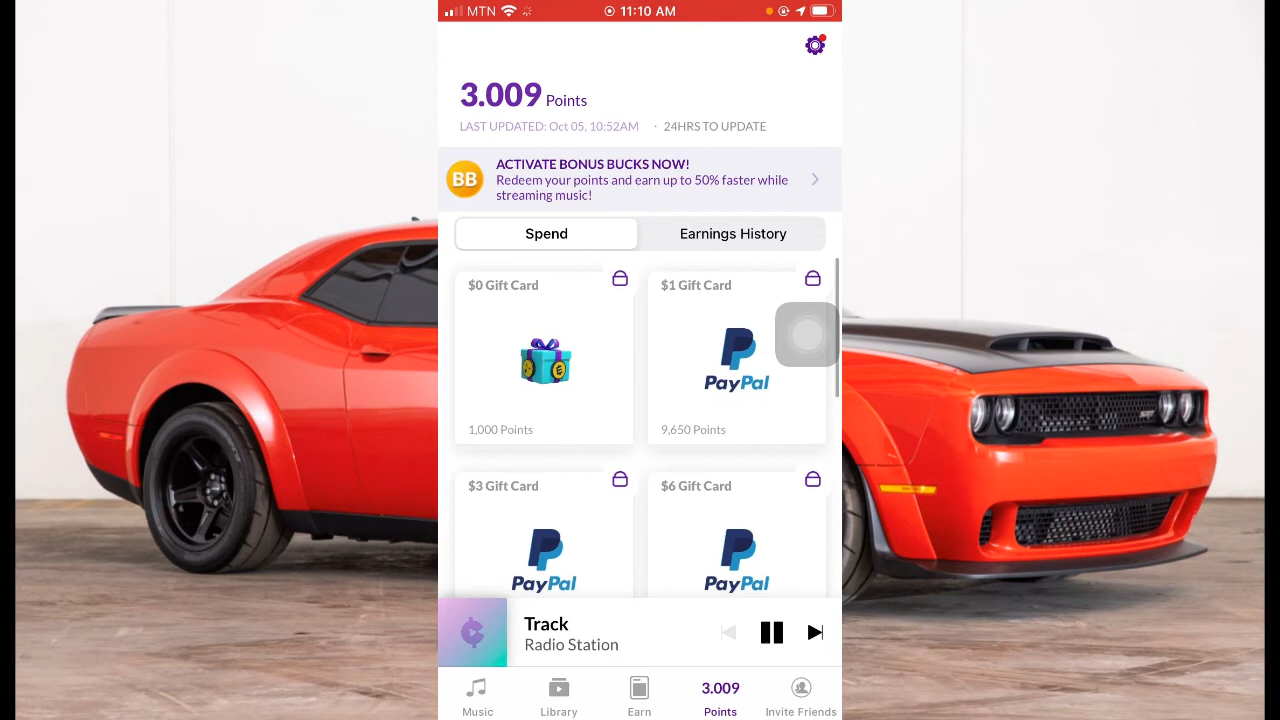 MTN 11:10 AM
3.009 Points
LAST UPDATED: Oct 05, 10:52AM · 24HRS TO UPDATE
BB
ACTIVATE BONUS BUCKS NOW!
Redeem your points and earn up to 50% faster while
streaming music!
Spend Earnings History
$0 Gift Card
1,000 Points
$1 Gift Card
PayPal
9,650 Points
$3 Gift Card
PayPal
$6 Gift Card
PayPal
Track
Radio Station
3.009
Music Library Earn Points Invite Friends